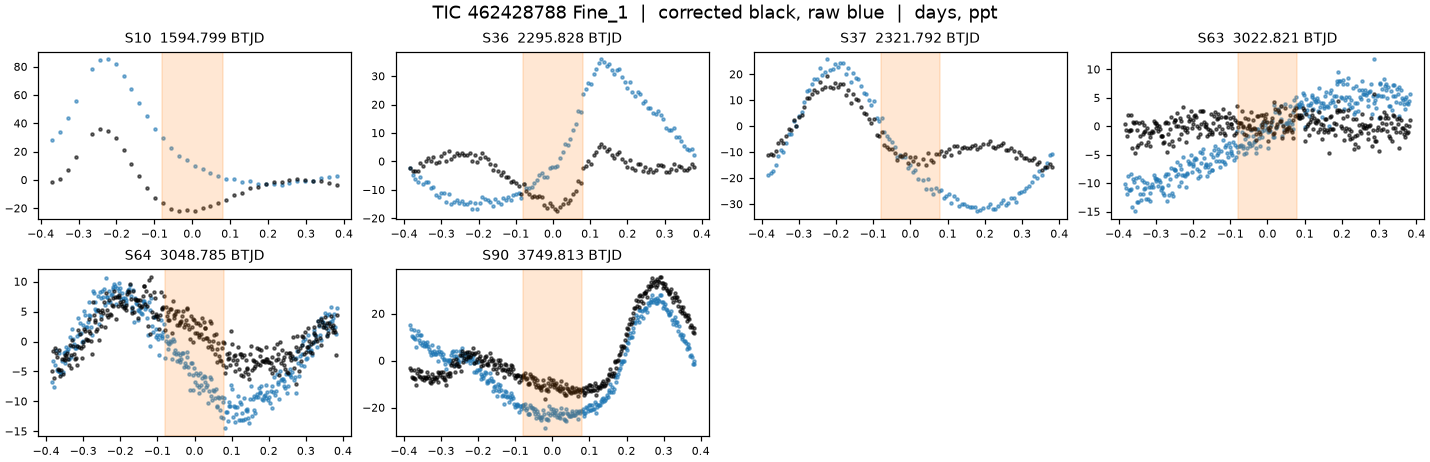 TIC 462428788 Fine_1 | corrected black, raw blue | days, ppt
S10 1594.799 BTJD
S36 2295.828 BTJD
S37 2321.792 BTJD
S63 3022.821 BTJD
80
60
40
20
0
−20
−0.4 −0.3 −0.2 −0.1 0.0 0.1 0.2 0.3 0.4
30
20
10
0
−10
−20
−0.4 −0.3 −0.2 −0.1 0.0 0.1 0.2 0.3 0.4
20
10
0
−10
−20
−30
−0.4 −0.3 −0.2 −0.1 0.0 0.1 0.2 0.3 0.4
10
5
0
−5
−10
−15
−0.4 −0.3 −0.2 −0.1 0.0 0.1 0.2 0.3 0.4
S64 3048.785 BTJD
S90 3749.813 BTJD
10
5
0
−5
−10
−15
−0.4 −0.3 −0.2 −0.1 0.0 0.1 0.2 0.3 0.4
20
0
−20
−0.4 −0.3 −0.2 −0.1 0.0 0.1 0.2 0.3 0.4